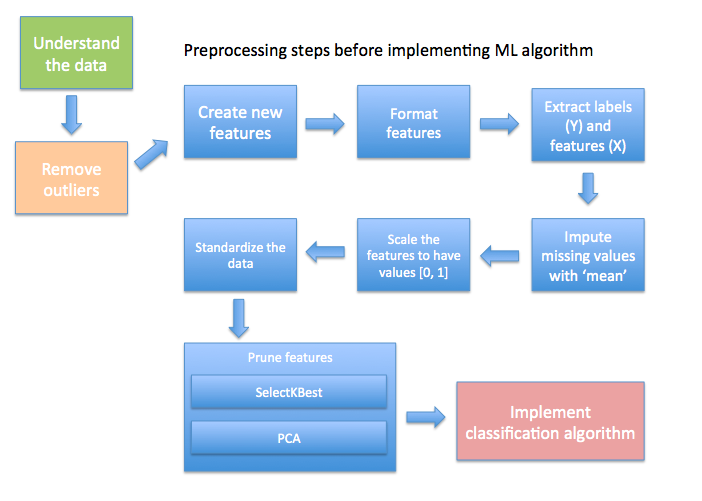 Understand
the data
Preprocessing steps before implementing ML algorithm
Remove
outliers
Create new
features
Format
features
Extract labels
(Y) and
features (X)
Impute
missing values
with ‘mean’
Scale the
features to have
values [0, 1]
Standardize the
data
Prune features
SelectKBest
PCA
Implement
classification algorithm